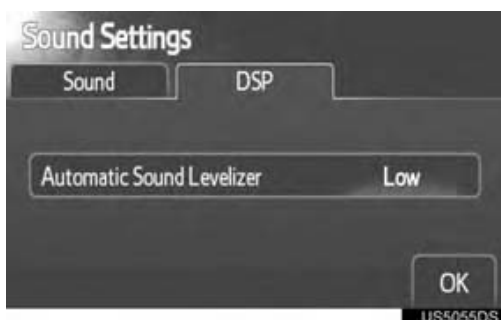 Sound Settings
Sound DSP
Automatic Sound Levelizer Low
OK
US5055DS